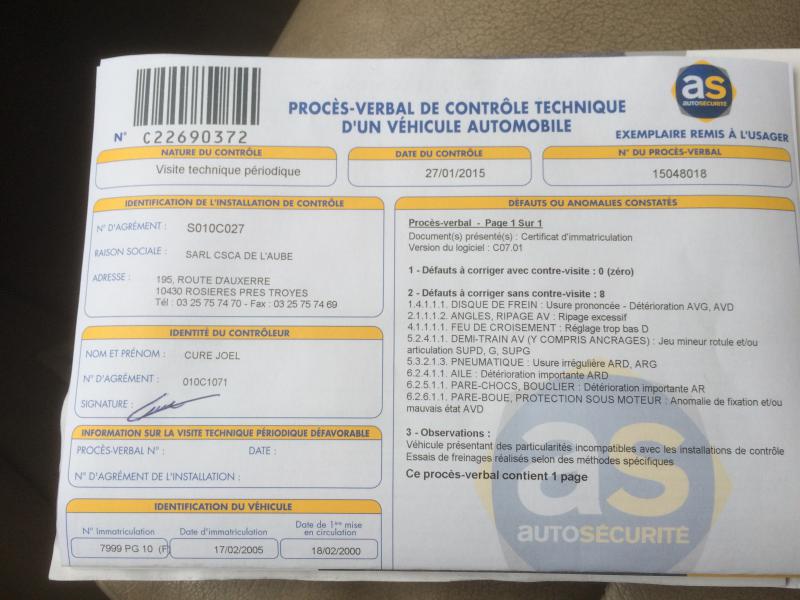 as
AUTOSÉCURITÉ
N° C22690372
PROCÈS-VERBAL DE CONTRÔLE TECHNIQUE
D'UN VÉHICULE AUTOMOBILE
EXEMPLAIRE REMIS À L'USAGER
NATURE DU CONTRÔLE
Visite technique périodique
DATE DU CONTRÔLE
27/01/2015
N° DU PROCÈS-VERBAL
15048018
IDENTIFICATION DE L'INSTALLATION DE CONTRÔLE
N° D'AGRÉMENT : S010C027
RAISON SOCIALE : SARL CSCA DE L'AUBE
ADRESSE : 195, ROUTE D'AUXERRE
10430 ROSIERES PRES TROYES
Tél : 03 25 75 74 70 - Fax : 03 25 75 74 69
IDENTITÉ DU CONTRÔLEUR
NOM ET PRÉNOM : CURE JOEL
N° D'AGRÉMENT : 010C1071
SIGNATURE :
INFORMATION SUR LA VISITE TECHNIQUE PÉRIODIQUE DÉFAVORABLE
PROCÈS-VERBAL N° : DATE :
N° D'AGRÉMENT DE L'INSTALLATION :
IDENTIFICATION DU VÉHICULE
N° Immatriculation
7999 PG 10 (F)
Date d'immatriculation
17/02/2005
Date de 1ère mise
en circulation
18/02/2000
DÉFAUTS OU ANOMALIES CONSTATÉS
Procès-verbal - Page 1 Sur 1
Document(s) présenté(s) : Certificat d'immatriculation
Version du logiciel : C07.01
1 - Défauts à corriger avec contre-visite : 0 (zéro)
2 - Défauts à corriger sans contre-visite : 8
1.4.1.1.1. DISQUE DE FREIN : Usure prononcée - Détérioration AVG, AVD
2.1.1.1.2. ANGLES, RIPAGE AV : Ripage excessif
4.1.1.1.1. FEU DE CROISEMENT : Réglage trop bas D
5.2.4.1.1. DEMI-TRAIN AV (Y COMPRIS ANCRAGES) : Jeu mineur rotule et/ou
articulation SUPD, G, SUPG
5.3.2.1.3. PNEUMATIQUE : Usure irrégulière ARD, ARG
6.2.4.1.1. AILE : Détérioration importante ARD
6.2.5.1.1. PARE-CHOCS, BOUCLIER : Détérioration importante AR
6.2.6.1.1. PARE-BOUE, PROTECTION SOUS MOTEUR : Anomalie de fixation et/ou
mauvais état AVD
3 - Observations :
Véhicule présentant des particularités incompatibles avec les installations de contrôle
Essais de freinages réalisés selon des méthodes spécifiques
Ce procès-verbal contient 1 page
as
AUTOSÉCURITÉ